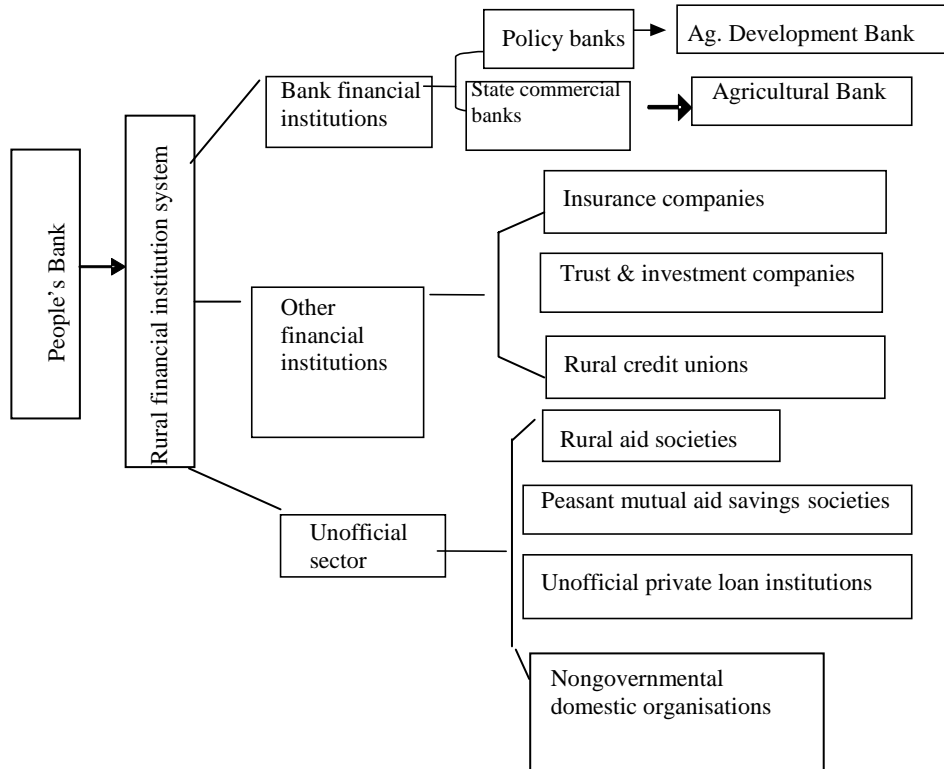 People's Bank
Rural financial institution system
Bank financial
institutions
Policy banks
Ag. Development Bank
State commercial
banks
Agricultural Bank
Other
financial
institutions
Insurance companies
Trust & investment companies
Rural credit unions
Unofficial
sector
Rural aid societies
Peasant mutual aid savings societies
Unofficial private loan institutions
Nongovernmental
domestic organisations